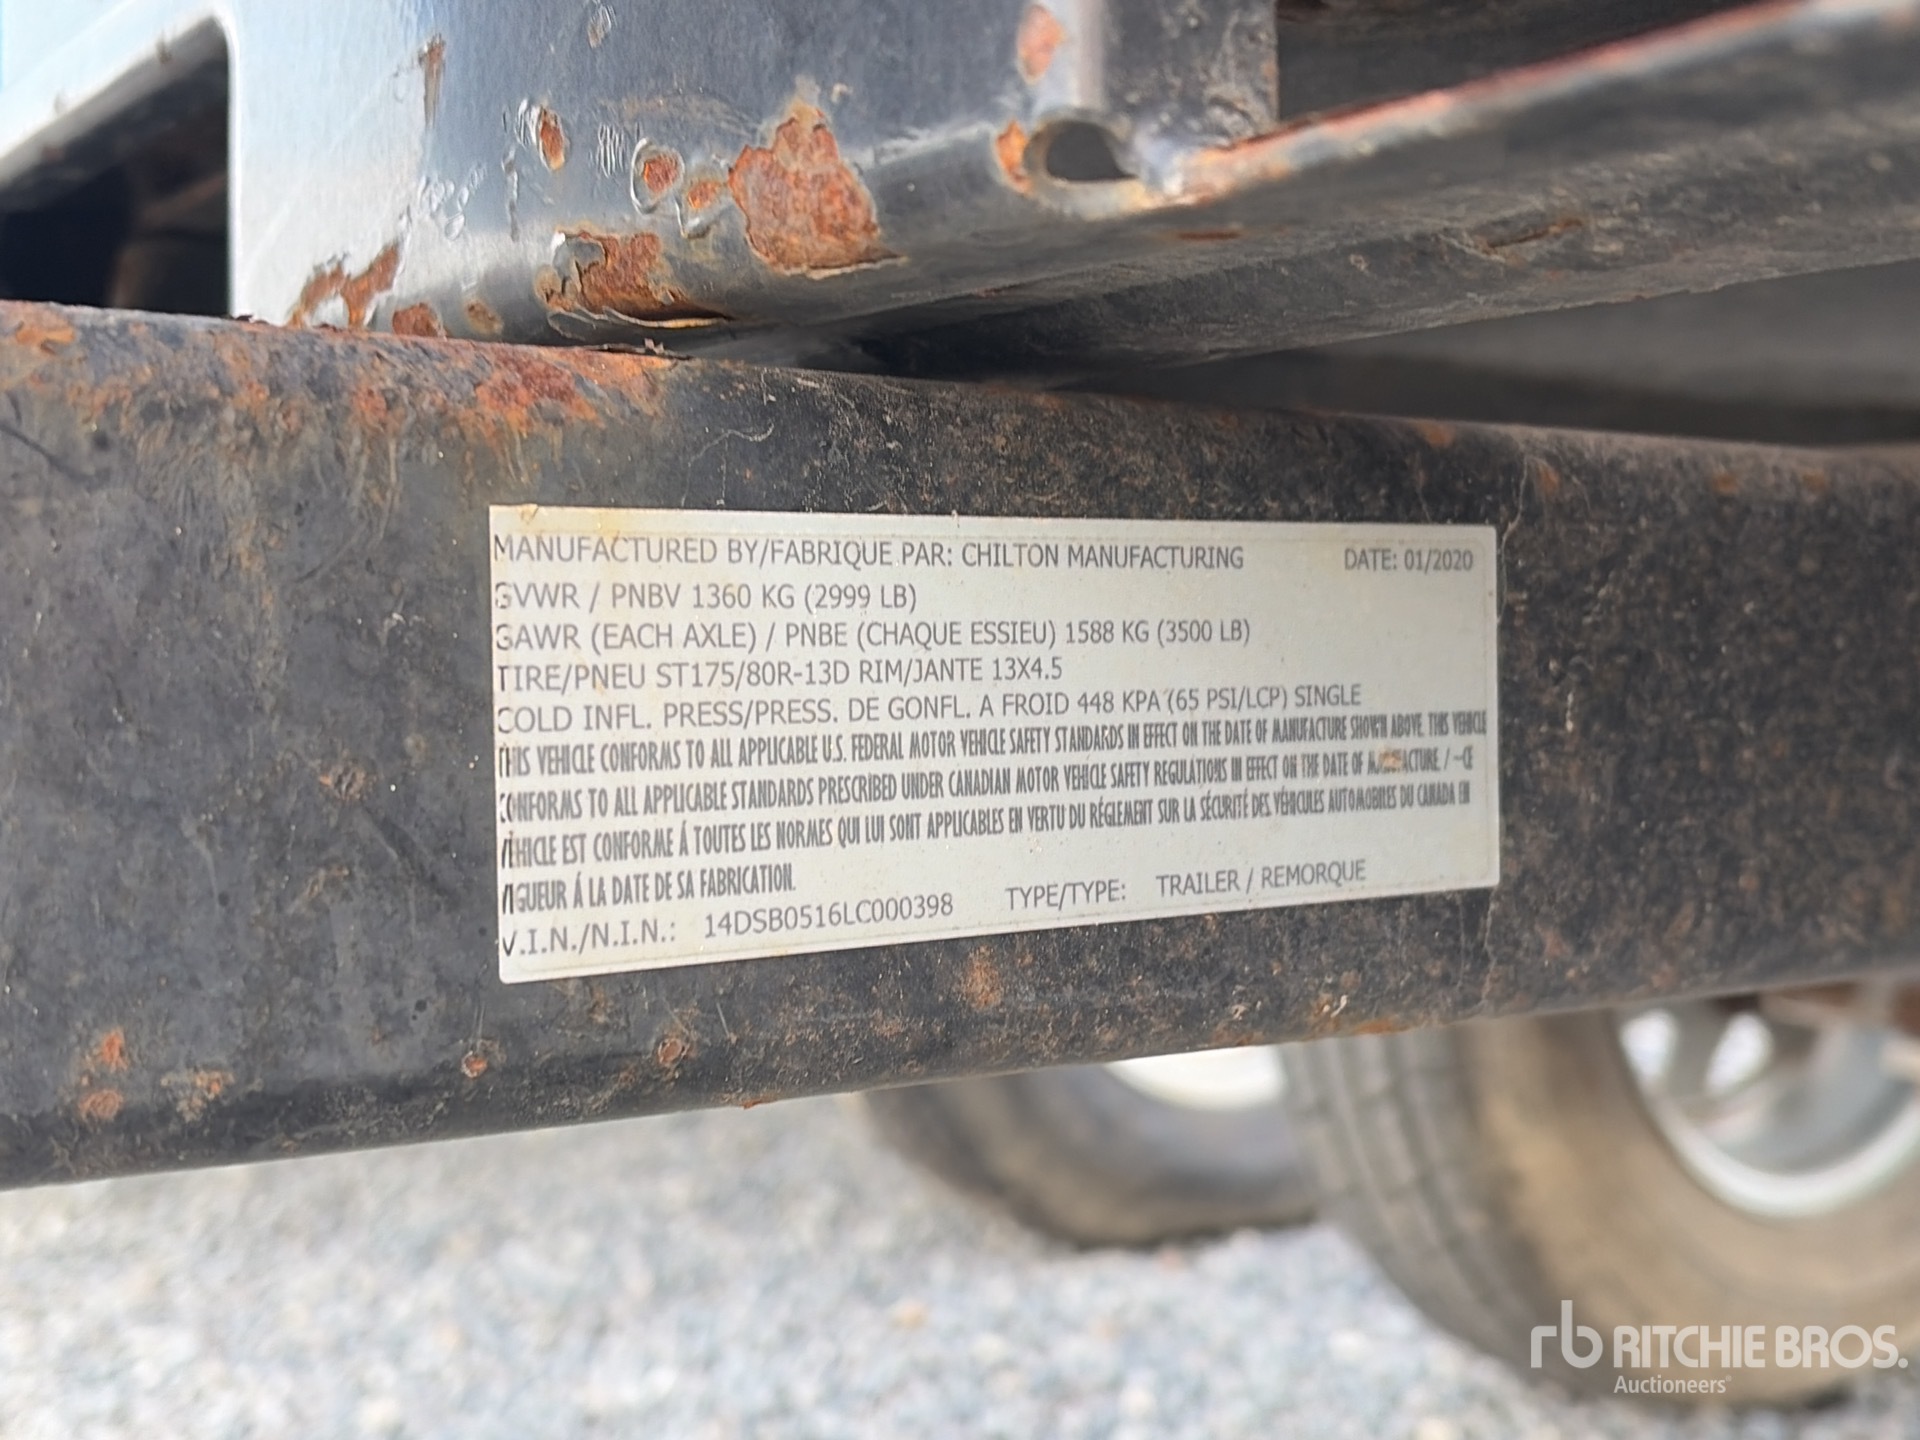 MANUFACTURED BY/FABRIQUE PAR: CHILTON MANUFACTURING DATE: 01/2020
GVWR / PNBV 1360 KG (2999 LB)
GAWR (EACH AXLE) / PNBE (CHAQUE ESSIEU) 1588 KG (3500 LB)
TIRE/PNEU ST175/80R-13D RIM/JANTE 13X4.5
COLD INFL. PRESS/PRESS. DE GONFL. A FROID 448 KPA (65 PSI/LCP) SINGLE
THIS VEHICLE CONFORMS TO ALL APPLICABLE U.S. FEDERAL MOTOR VEHICLE SAFETY STANDARDS IN EFFECT ON THE DATE OF MANUFACTURE SHOWN ABOVE. THIS VEHICLE
CONFORMS TO ALL APPLICABLE STANDARDS PRESCRIBED UNDER CANADIAN MOTOR VEHICLE SAFETY REGULATIONS IN EFFECT ON THE DATE OF MANUFACTURE / --CE
VEHICLE EST CONFORME Á TOUTES LES NORMES QUI LUI SONT APPLICABLES EN VERTU DU RÉGLEMENT SUR LA SÉCURITÉ DES VÉHICULES AUTOMOBILES DU CANADA EN
VIGUEUR Á LA DATE DE SA FABRICATION.
V.I.N./N.I.N.: 14DSB0516LC000398 TYPE/TYPE: TRAILER / REMORQUE
rb RITCHIE BROS.
Auctioneers